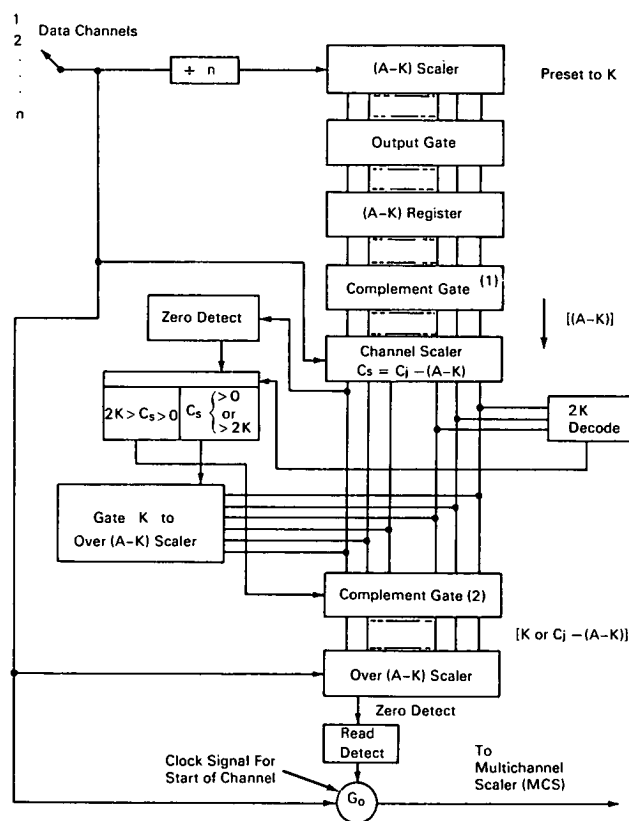 1
2
.
.
.
n
Data Channels
÷ n
(A–K) Scaler
Preset to K
Output Gate
(A–K) Register
Complement Gate (1)
[(A–K)]
Zero Detect
Channel Scaler
Cs = Cj –(A–K)
2K > Cs > 0
Cs { >0
or
>2K
2K
Decode
Gate K to
Over (A–K) Scaler
Complement Gate (2)
[K or Cj –(A–K)]
Over (A–K) Scaler
Zero Detect
Read
Detect
Clock Signal For
Start of Channel
Go
To
Multichannel
Scaler (MCS)